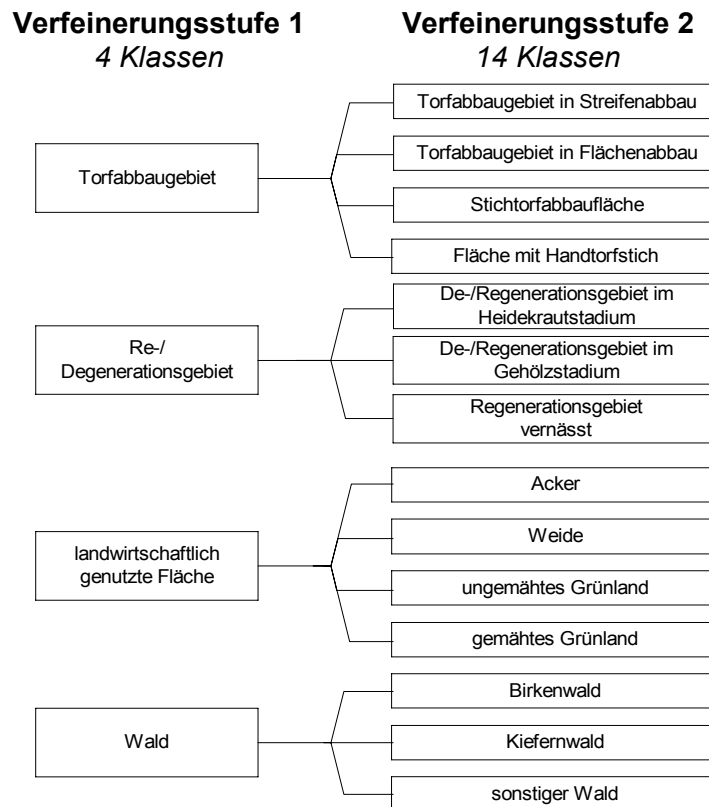 Verfeinerungsstufe 1
4 Klassen
Verfeinerungsstufe 2
14 Klassen
Torfabbaugebiet
Torfabbaugebiet in Streifenabbau
Torfabbaugebiet in Flächenabbau
Stichtorfabbaufläche
Fläche mit Handtorfstich
Re-/
Degenerationsgebiet
De-/Regenerationsgebiet im
Heidekrautstadium
De-/Regenerationsgebiet im
Gehölzstadium
Regenerationsgebiet
vernässt
landwirtschaftlich
genutzte Fläche
Acker
Weide
ungemähtes Grünland
gemähtes Grünland
Wald
Birkenwald
Kiefernwald
sonstiger Wald